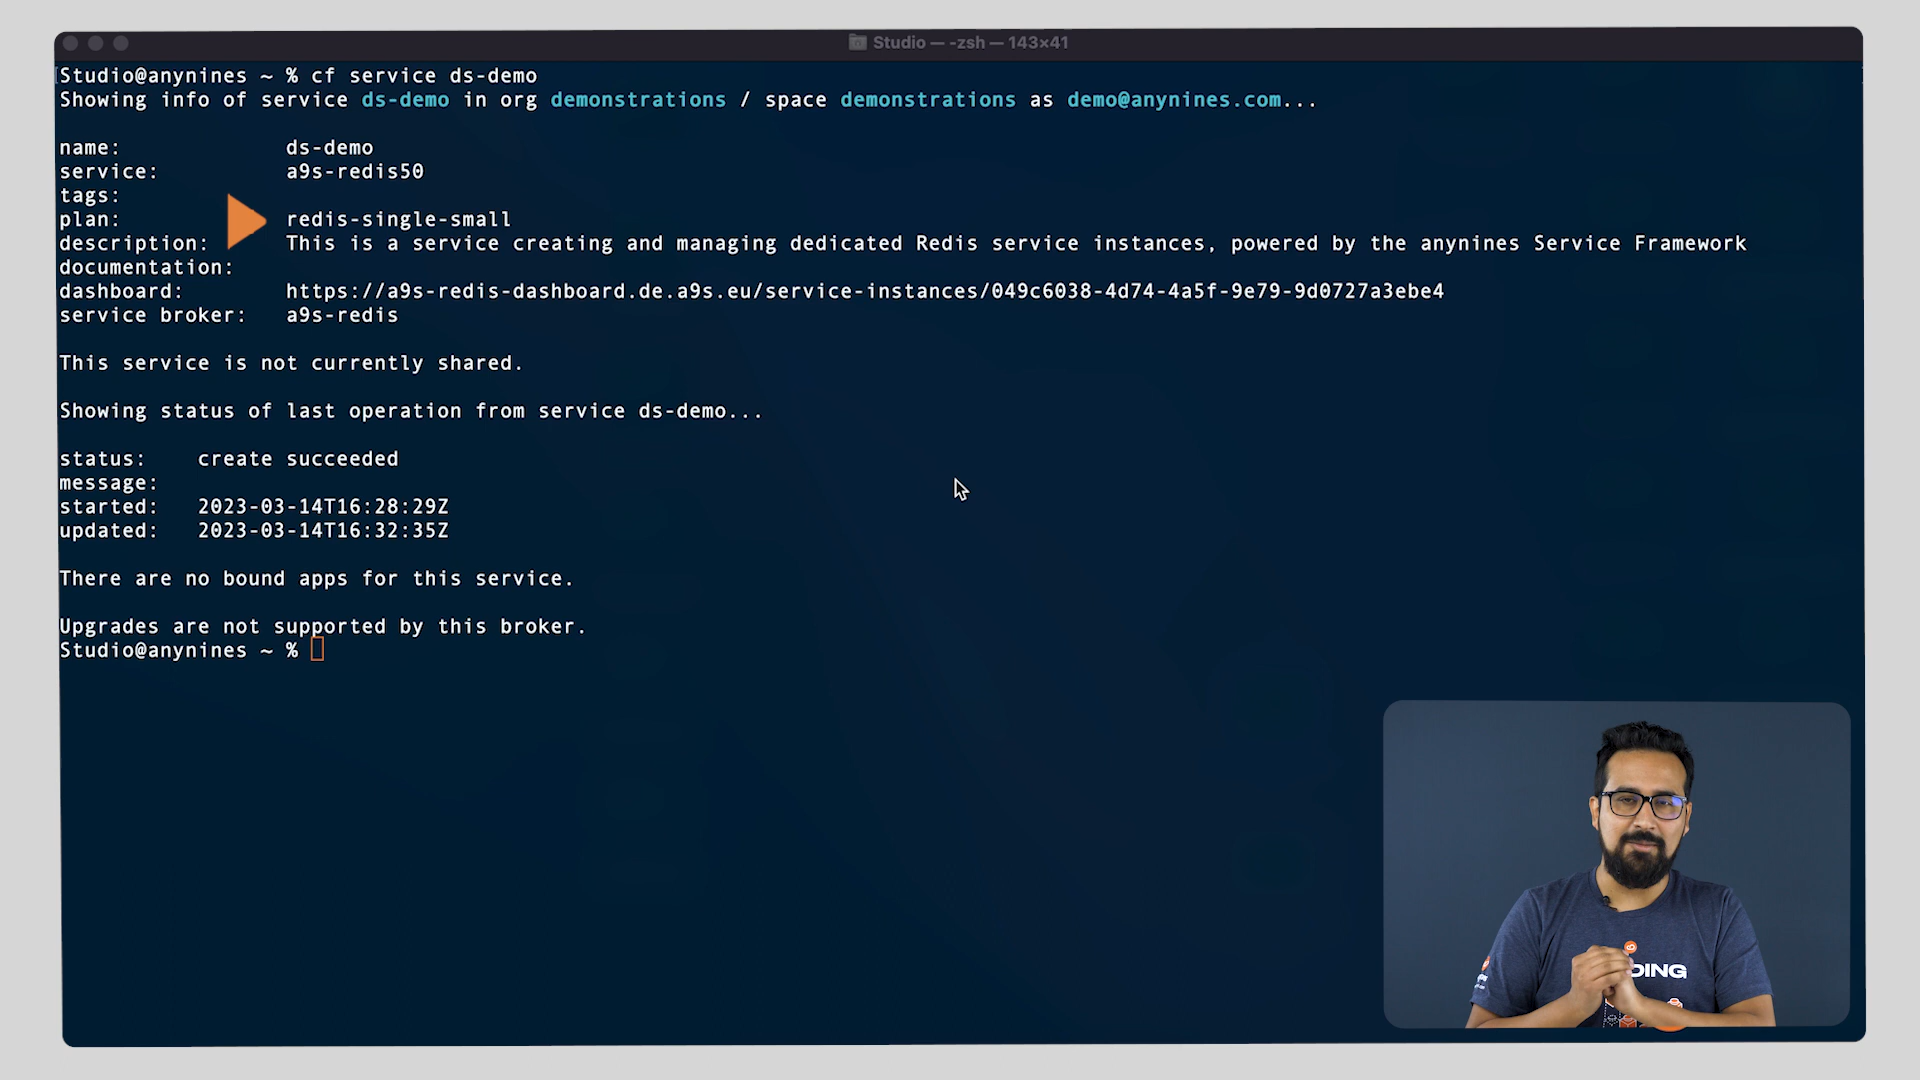 Studio — -zsh — 143×41
Studio@anynines ~ % cf service ds-demo
Showing info of service ds-demo in org demonstrations / space demonstrations as demo@anynines.com...
name: ds-demo
service: a9s-redis50
tags:
plan: redis-single-small
description: This is a service creating and managing dedicated Redis service instances, powered by the anynines Service Framework
documentation:
dashboard: https://a9s-redis-dashboard.de.a9s.eu/service-instances/049c6038-4d74-4a5f-9e79-9d0727a3ebe4
service broker: a9s-redis
This service is not currently shared.
Showing status of last operation from service ds-demo...
status: create succeeded
message:
started: 2023-03-14T16:28:29Z
updated: 2023-03-14T16:32:35Z
There are no bound apps for this service.
Upgrades are not supported by this broker.
Studio@anynines ~ %